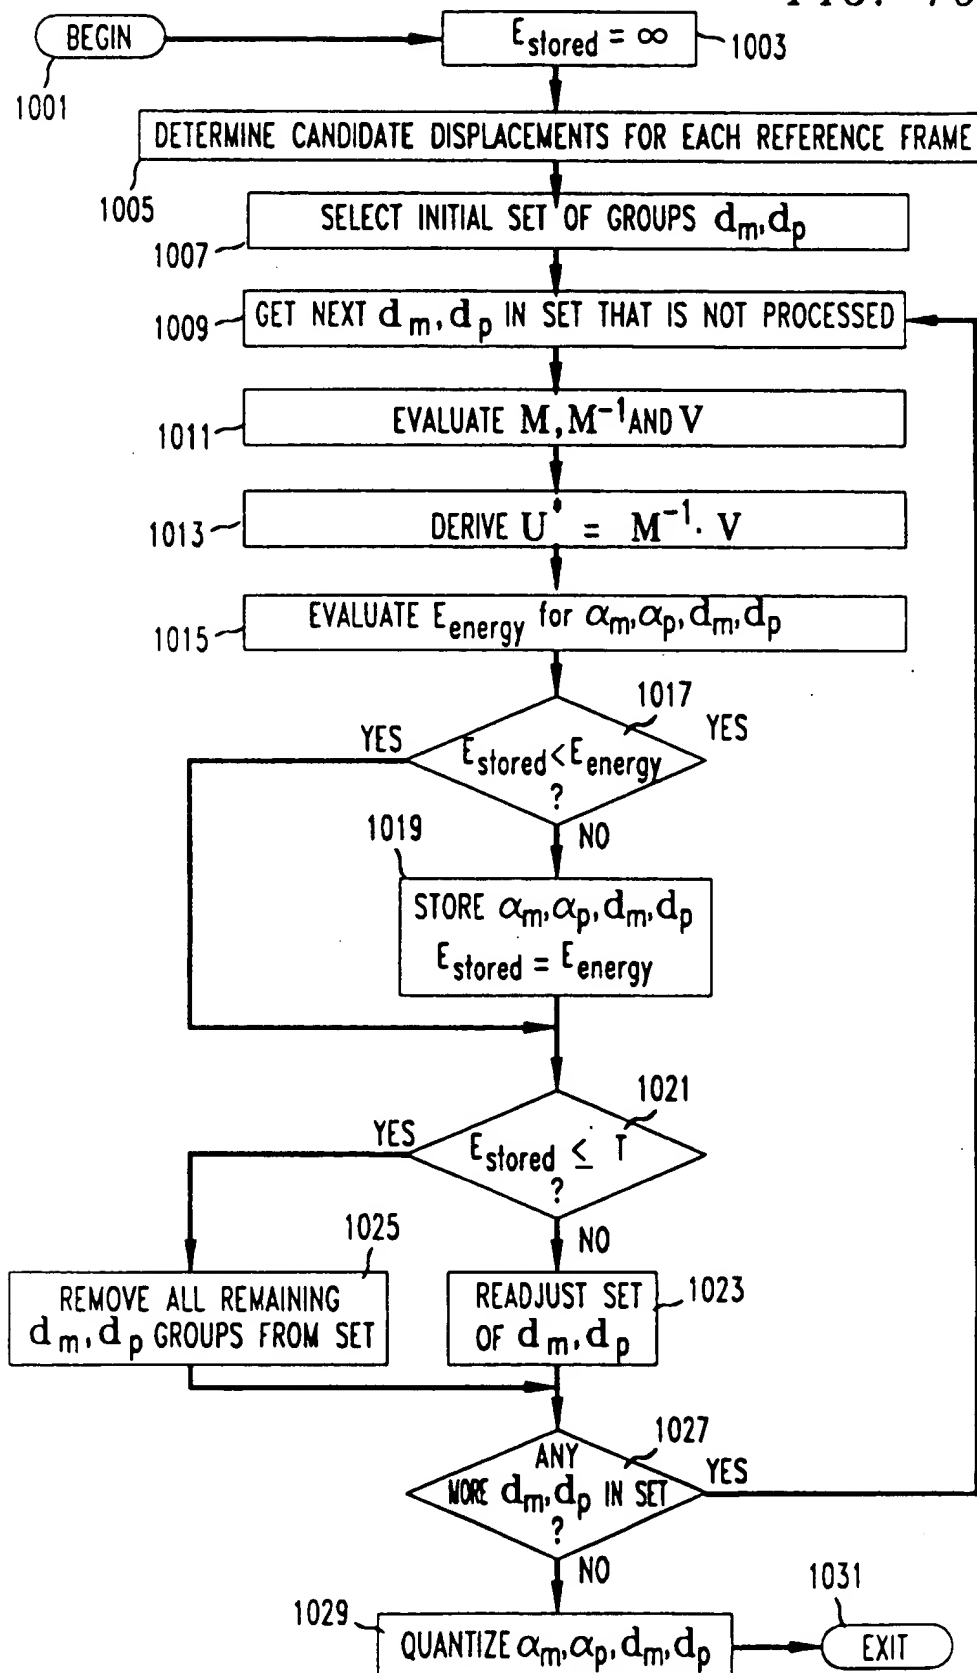 FIG. 10
BEGIN
1001
E_stored = ∞
1003
DETERMINE CANDIDATE DISPLACEMENTS FOR EACH REFERENCE FRAME
1005
SELECT INITIAL SET OF GROUPS d_m, d_p
1007
GET NEXT d_m, d_p IN SET THAT IS NOT PROCESSED
1009
EVALUATE M, M⁻¹ AND V
1011
DERIVE U* = M⁻¹ · V
1013
EVALUATE E_energy for α_m, α_p, d_m, d_p
1015
1017
YES
YES
E_stored < E_energy
?
NO
1019
STORE α_m, α_p, d_m, d_p
E_stored = E_energy
1021
YES
E_stored ≤ T
?
NO
1025
REMOVE ALL REMAINING
d_m, d_p GROUPS FROM SET
READJUST SET
OF d_m, d_p
1023
1027
ANY
MORE d_m, d_p IN SET
?
YES
NO
1029
QUANTIZE α_m, α_p, d_m, d_p
1031
EXIT